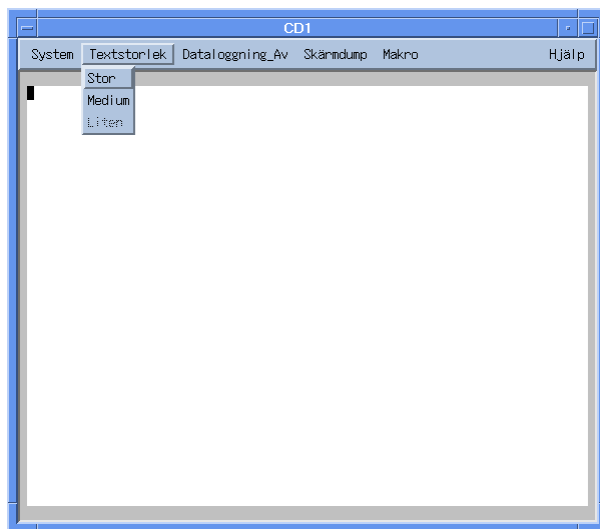 CD1
System Textstorlek Dataloggning_Av Skärmdump Makro Hjälp
Stor
Medium
Liten